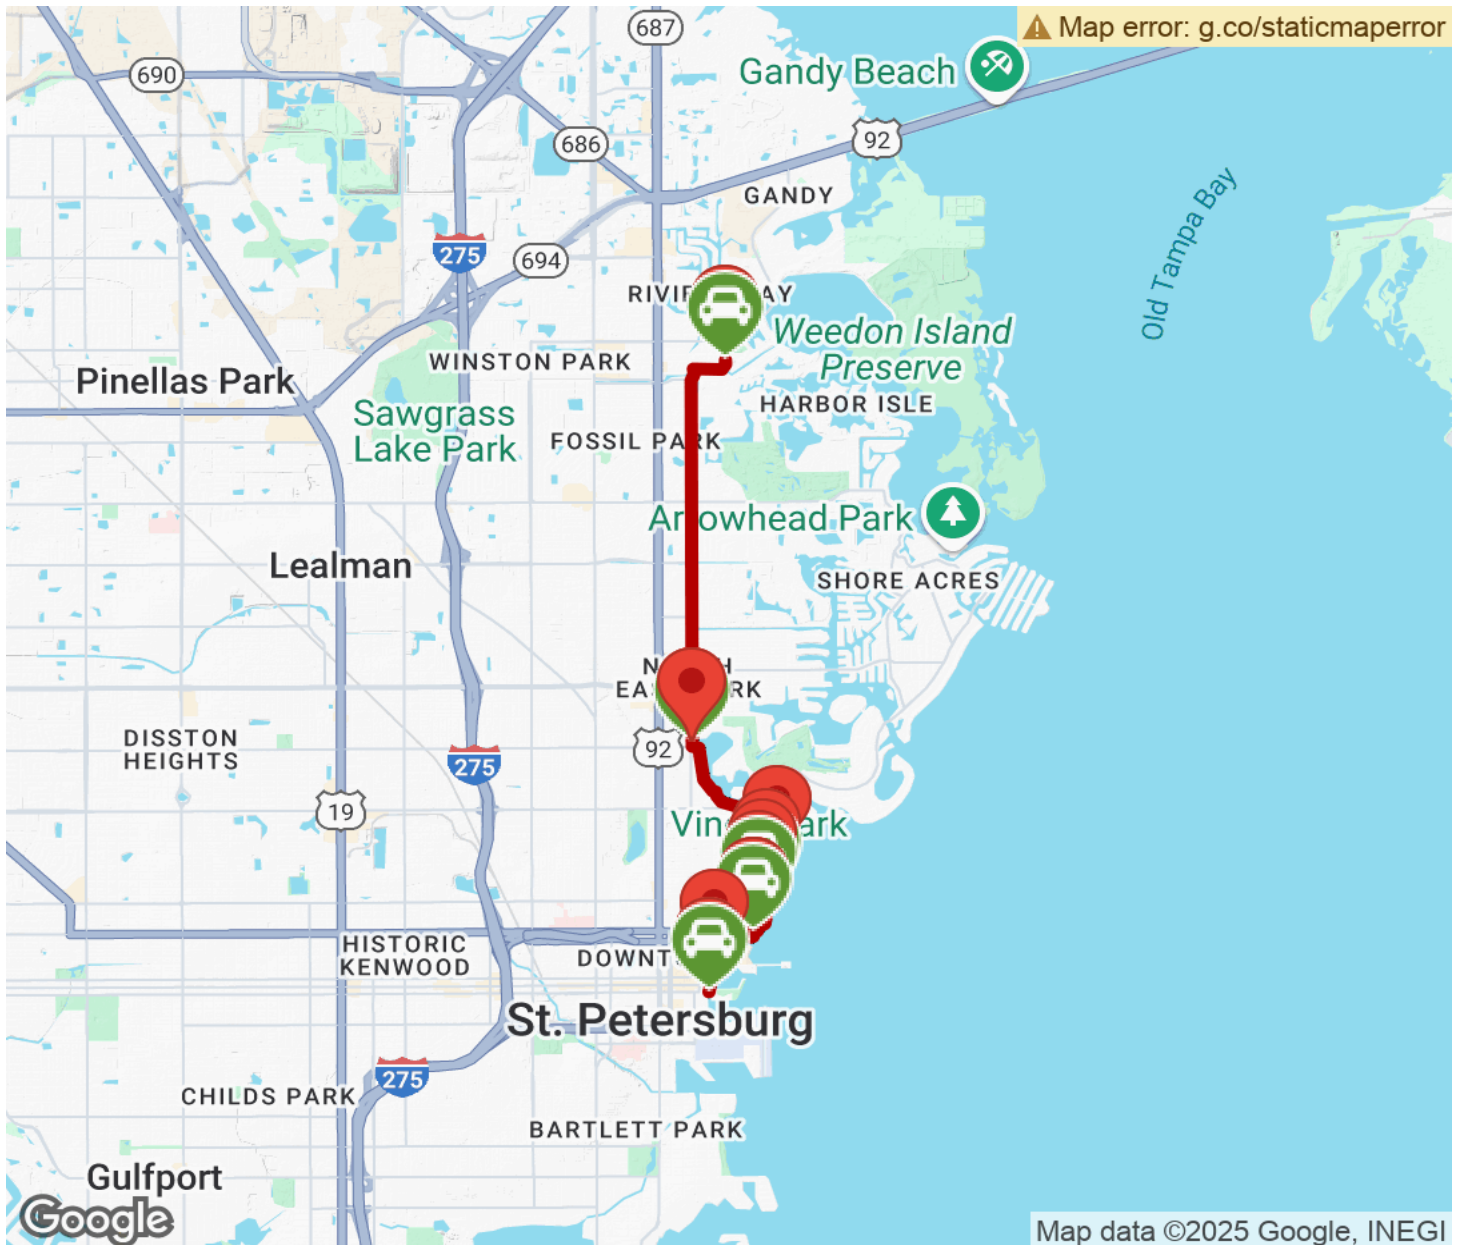 687
Map error: g.co/staticmaperror
690
Gandy Beach
92
686
GANDY
Old Tampa Bay
275
694
Weedon Island
Preserve
WINSTON PARK
Pinellas Park
HARBOR ISLE
Sawgrass
Lake Park
FOSSIL PARK
Lealman
SHORE ACRES
DISSTON
HEIGHTS
92
275
19
HISTORIC
KENWOOD
St. Petersburg
275
CHILDS PARK
BARTLETT PARK
Gulfport
Google
Map data ©2025 Google, INEGI